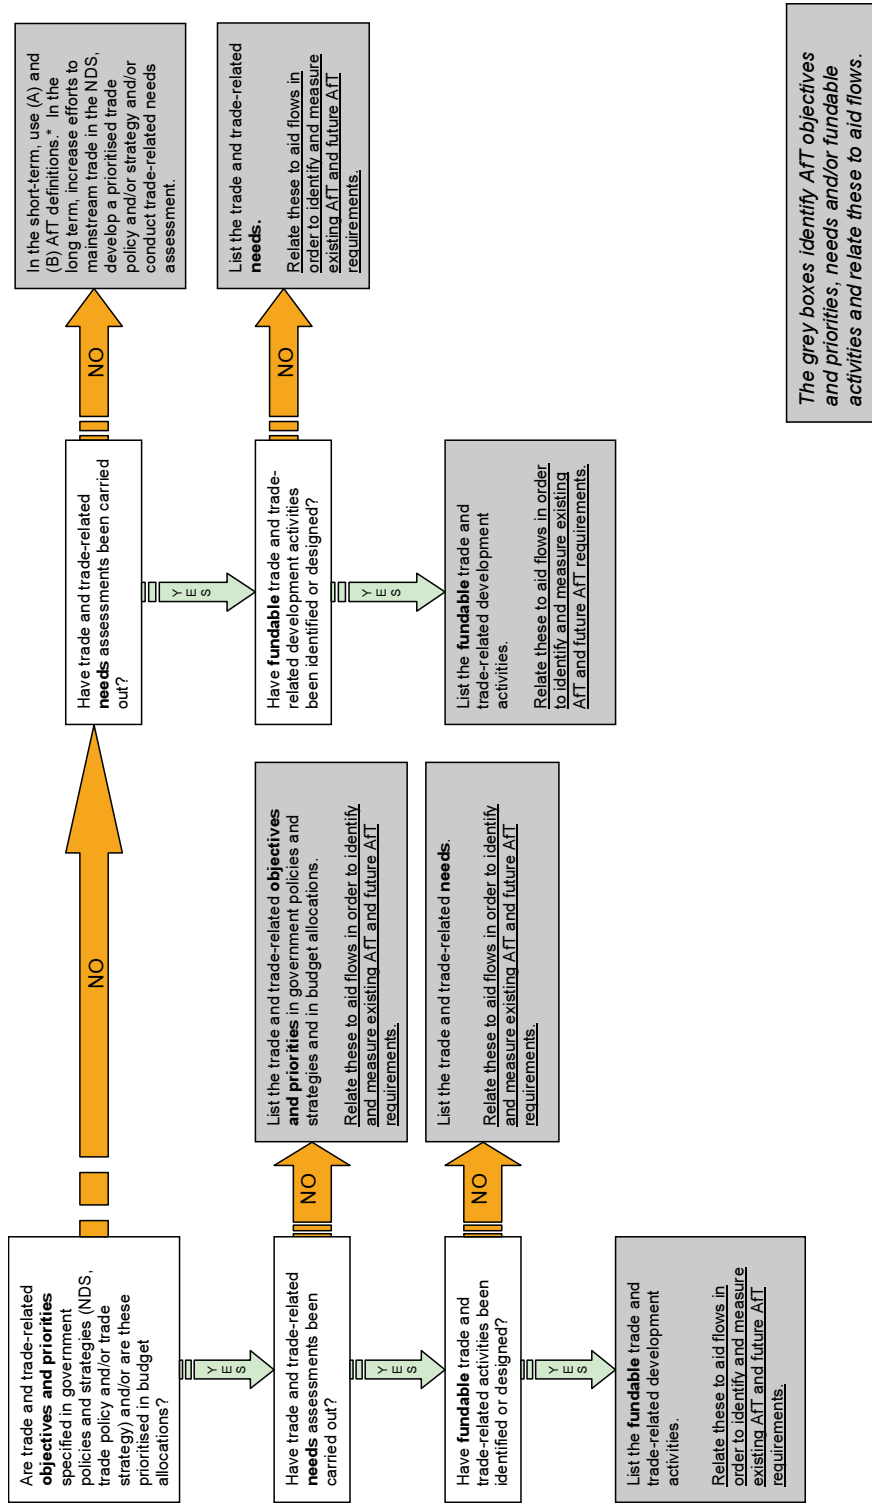 Are trade and trade-related
objectives and priorities
specified in government
policies and strategies (NDS,
trade policy and/or trade
strategy) and/or are these
prioritised in budget
allocations?
NO
Have trade and trade-related
needs assessments been carried
out?
NO
In the short-term, use (A) and
(B) AfT definitions.* In the
long term, increase efforts to
mainstream trade in the NDS,
develop a prioritised trade
policy and/or strategy and/or
conduct trade-related needs
assessment.
YES
YES
Have trade and trade-related
needs assessments been
carried out?
NO
List the trade and trade-related objectives
and priorities in government policies and
strategies and in budget allocations.
Relate these to aid flows in order to identify
and measure existing AfT and future AfT
requirements.
Have fundable trade and trade-
related development activities
been identified or designed?
NO
List the trade and trade-related
needs.
Relate these to aid flows in
order to identify and measure
existing AfT and future AfT
requirements.
YES
YES
Have fundable trade and
trade-related activities been
identified or designed?
NO
List the trade and trade-related needs.
Relate these to aid flows in order to identify
and measure existing AfT and future AfT
requirements.
List the fundable trade and
trade-related development
activities.
Relate these to aid flows in order
to identify and measure existing
AfT and future AfT requirements.
YES
List the fundable trade and
trade-related development
activities.
Relate these to aid flows in
order to identify and measure
existing AfT and future AfT
requirements.
The grey boxes identify AfT objectives
and priorities, needs and/or fundable
activities and relate these to aid flows.